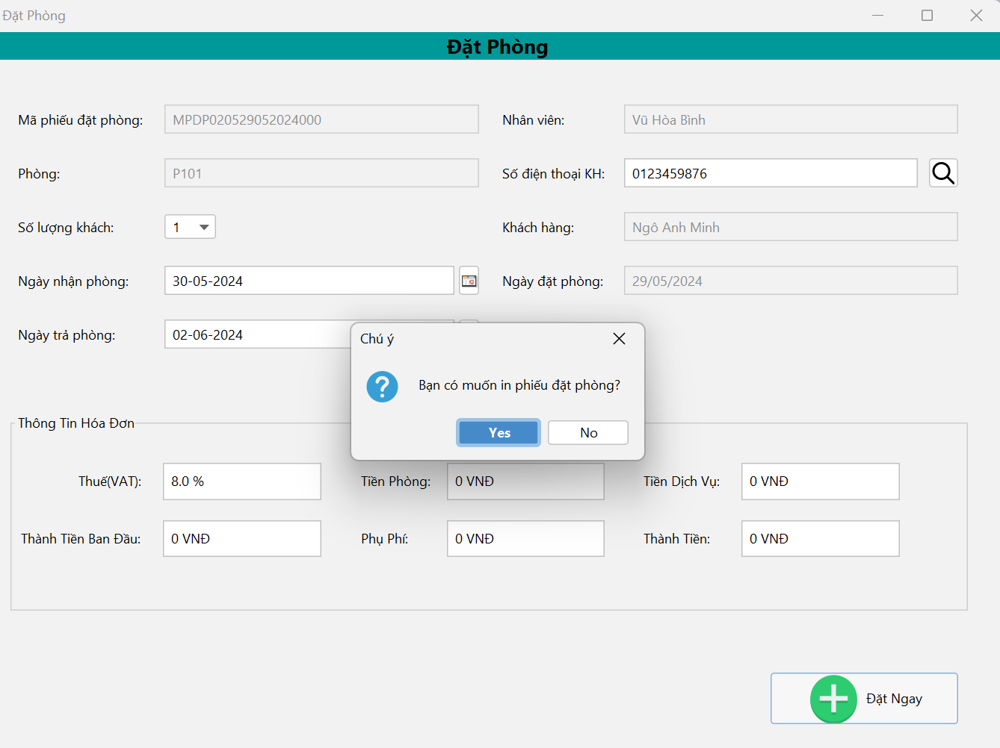 Đặt Phòng
Đặt Phòng
Mã phiếu đặt phòng: MPDP020529052024000 Nhân viên: Vũ Hòa Bình
Phòng: P101 Số điện thoại KH: 0123459876
Số lượng khách: 1 Khách hàng: Ngô Anh Minh
Ngày nhận phòng: 30-05-2024 Ngày đặt phòng: 29/05/2024
Ngày trả phòng: 02-06-2024
Chú ý
Bạn có muốn in phiếu đặt phòng?
Yes No
Thông Tin Hóa Đơn
Thuế(VAT): 8.0 % Tiền Phòng: 0 VNĐ Tiền Dịch Vụ: 0 VNĐ
Thành Tiền Ban Đầu: 0 VNĐ Phụ Phí: 0 VNĐ Thành Tiền: 0 VNĐ
Đặt Ngay